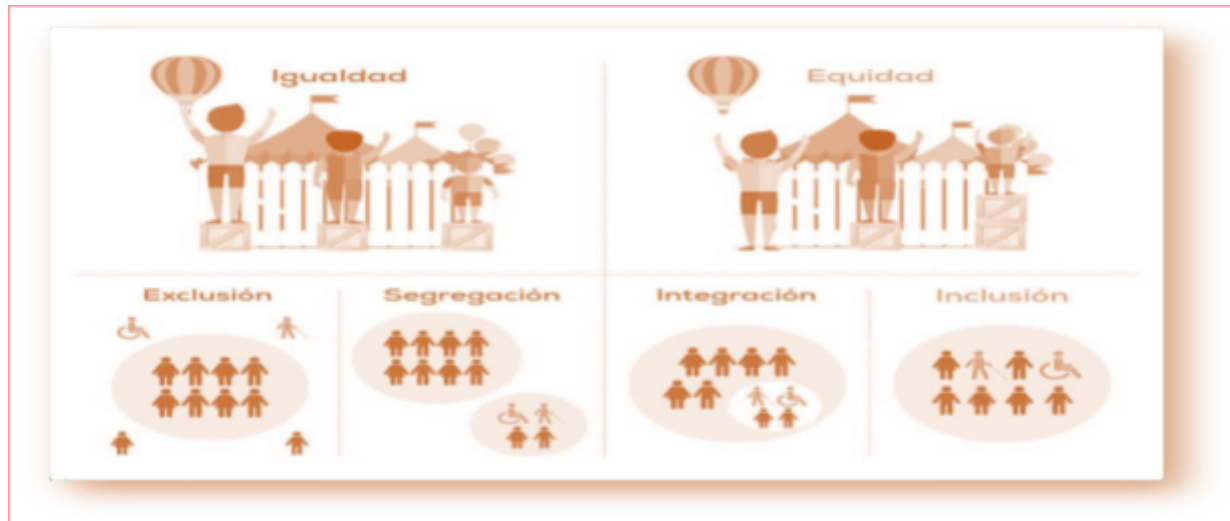 Igualdad
Equidad
Exclusión
Segregación
Integración
Inclusión